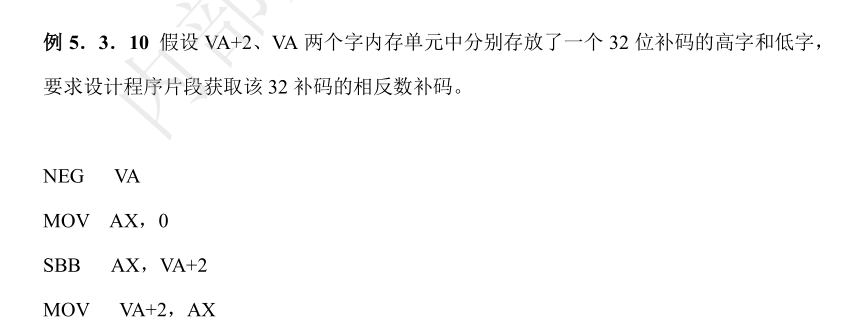 例 5．3．10 假设 VA+2、VA 两个字内存单元中分别存放了一个 32 位补码的高字和低字，
要求设计程序片段获取该 32 补码的相反数补码。
NEG VA
MOV AX，0
SBB AX，VA+2
MOV VA+2，AX